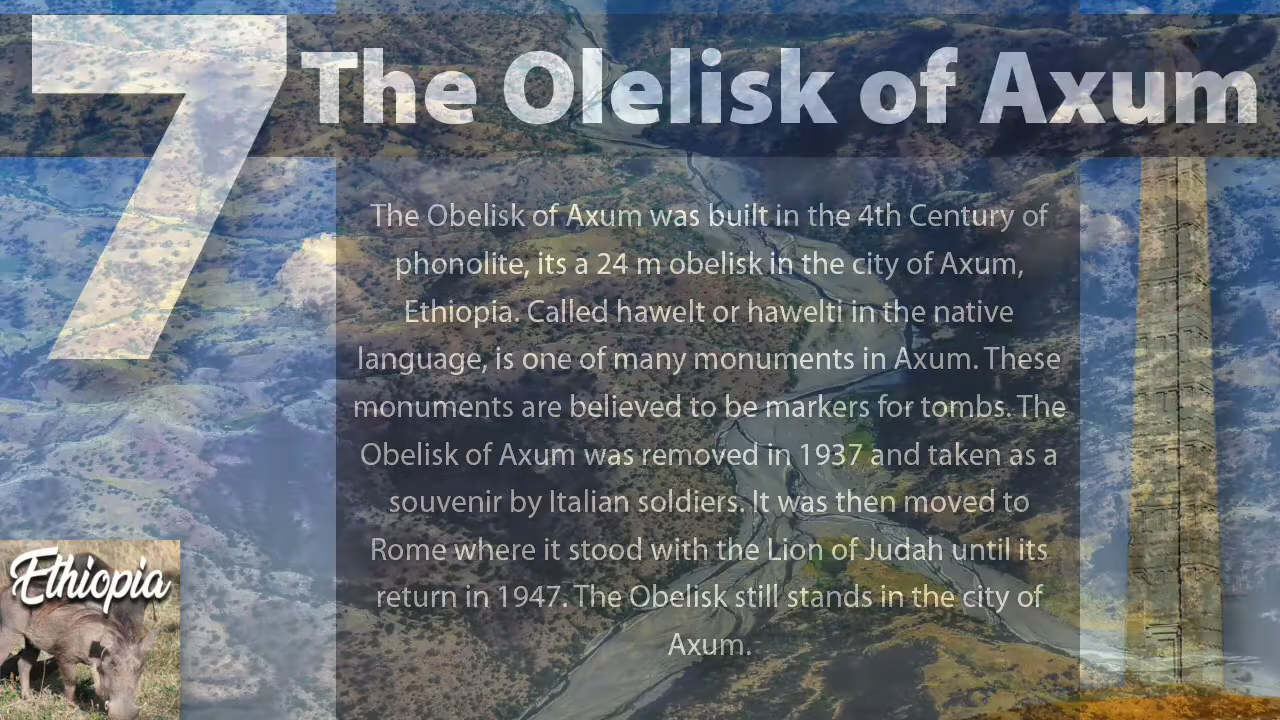 7
The Olelisk of Axum
The Obelisk of Axum was built in the 4th Century of
phonolite, its a 24 m obelisk in the city of Axum,
Ethiopia. Called hawelt or hawelti in the native
language, is one of many monuments in Axum. These
monuments are believed to be markers for tombs. The
Obelisk of Axum was removed in 1937 and taken as a
souvenir by Italian soldiers. It was then moved to
Rome where it stood with the Lion of Judah until its
return in 1947. The Obelisk still stands in the city of
Axum.
Ethiopia